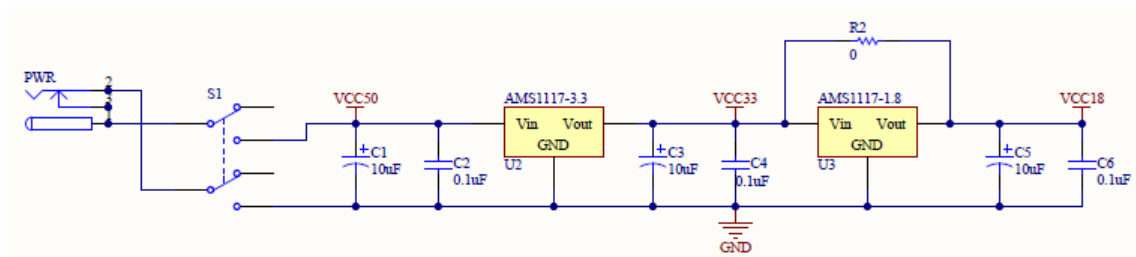 R2
0
PWR
2
1
S1
VCC50
AMS1117-3.3
VCC33
AMS1117-1.8
VCC18
Vin Vout
GND
U2
Vin Vout
GND
U3
C1
10uF
C2
0.1uF
C3
10uF
C4
0.1uF
C5
10uF
C6
0.1uF
GND